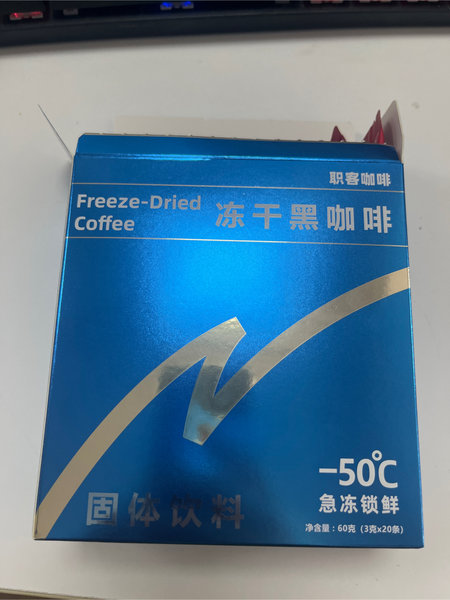 职客咖啡
Freeze-Dried
Coffee
冻干黑咖啡
-50℃
急冻锁鲜
固体饮料
净含量：60克（3克x20条）